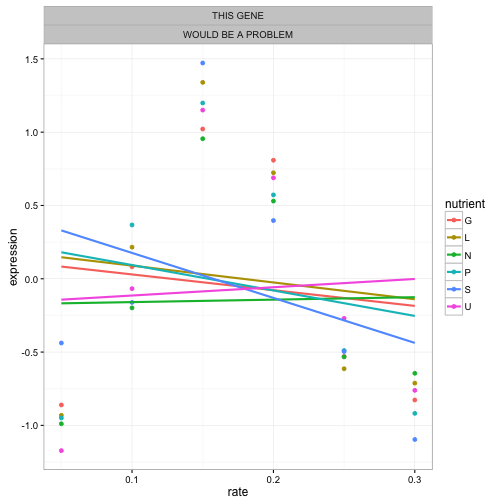 THIS GENE
WOULD BE A PROBLEM
1.5
1.0
0.5
0.0
-0.5
-1.0
expression
0.1
0.2
0.3
rate
nutrient
G
L
N
P
S
U